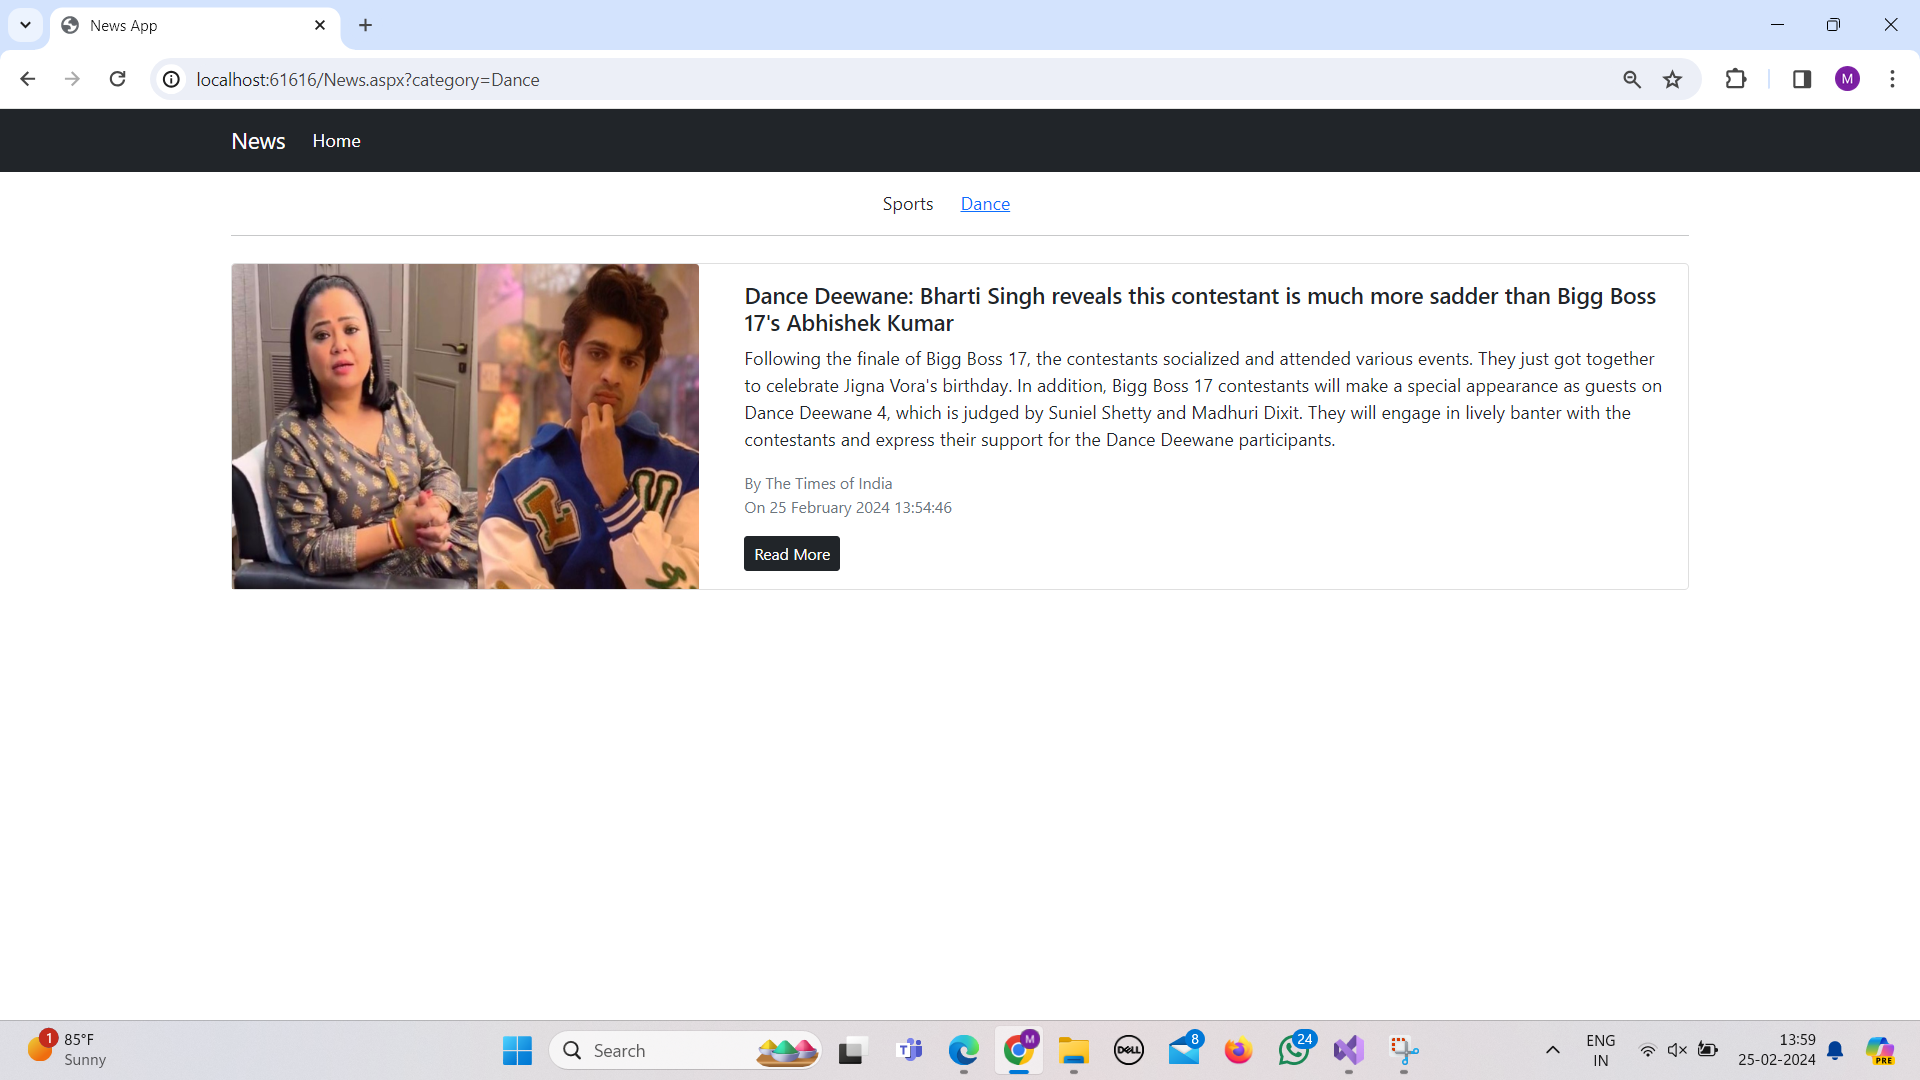 News App
localhost:61616/News.aspx?category=Dance
M
News Home
Sports Dance
Dance Deewane: Bharti Singh reveals this contestant is much more sadder than Bigg Boss
17's Abhishek Kumar
Following the finale of Bigg Boss 17, the contestants socialized and attended various events. They just got together
to celebrate Jigna Vora's birthday. In addition, Bigg Boss 17 contestants will make a special appearance as guests on
Dance Deewane 4, which is judged by Suniel Shetty and Madhuri Dixit. They will engage in lively banter with the
contestants and express their support for the Dance Deewane participants.
By The Times of India
On 25 February 2024 13:54:46
Read More
1 85°F
Sunny
Search
M
DELL
8
24
ENG
IN
13:59
25-02-2024
PRE